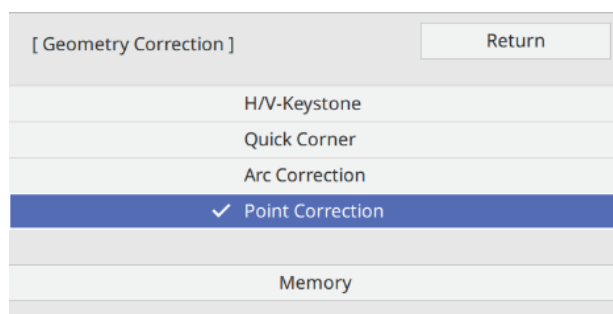 [ Geometry Correction ] Return
H/V-Keystone
Quick Corner
Arc Correction
Point Correction
Memory